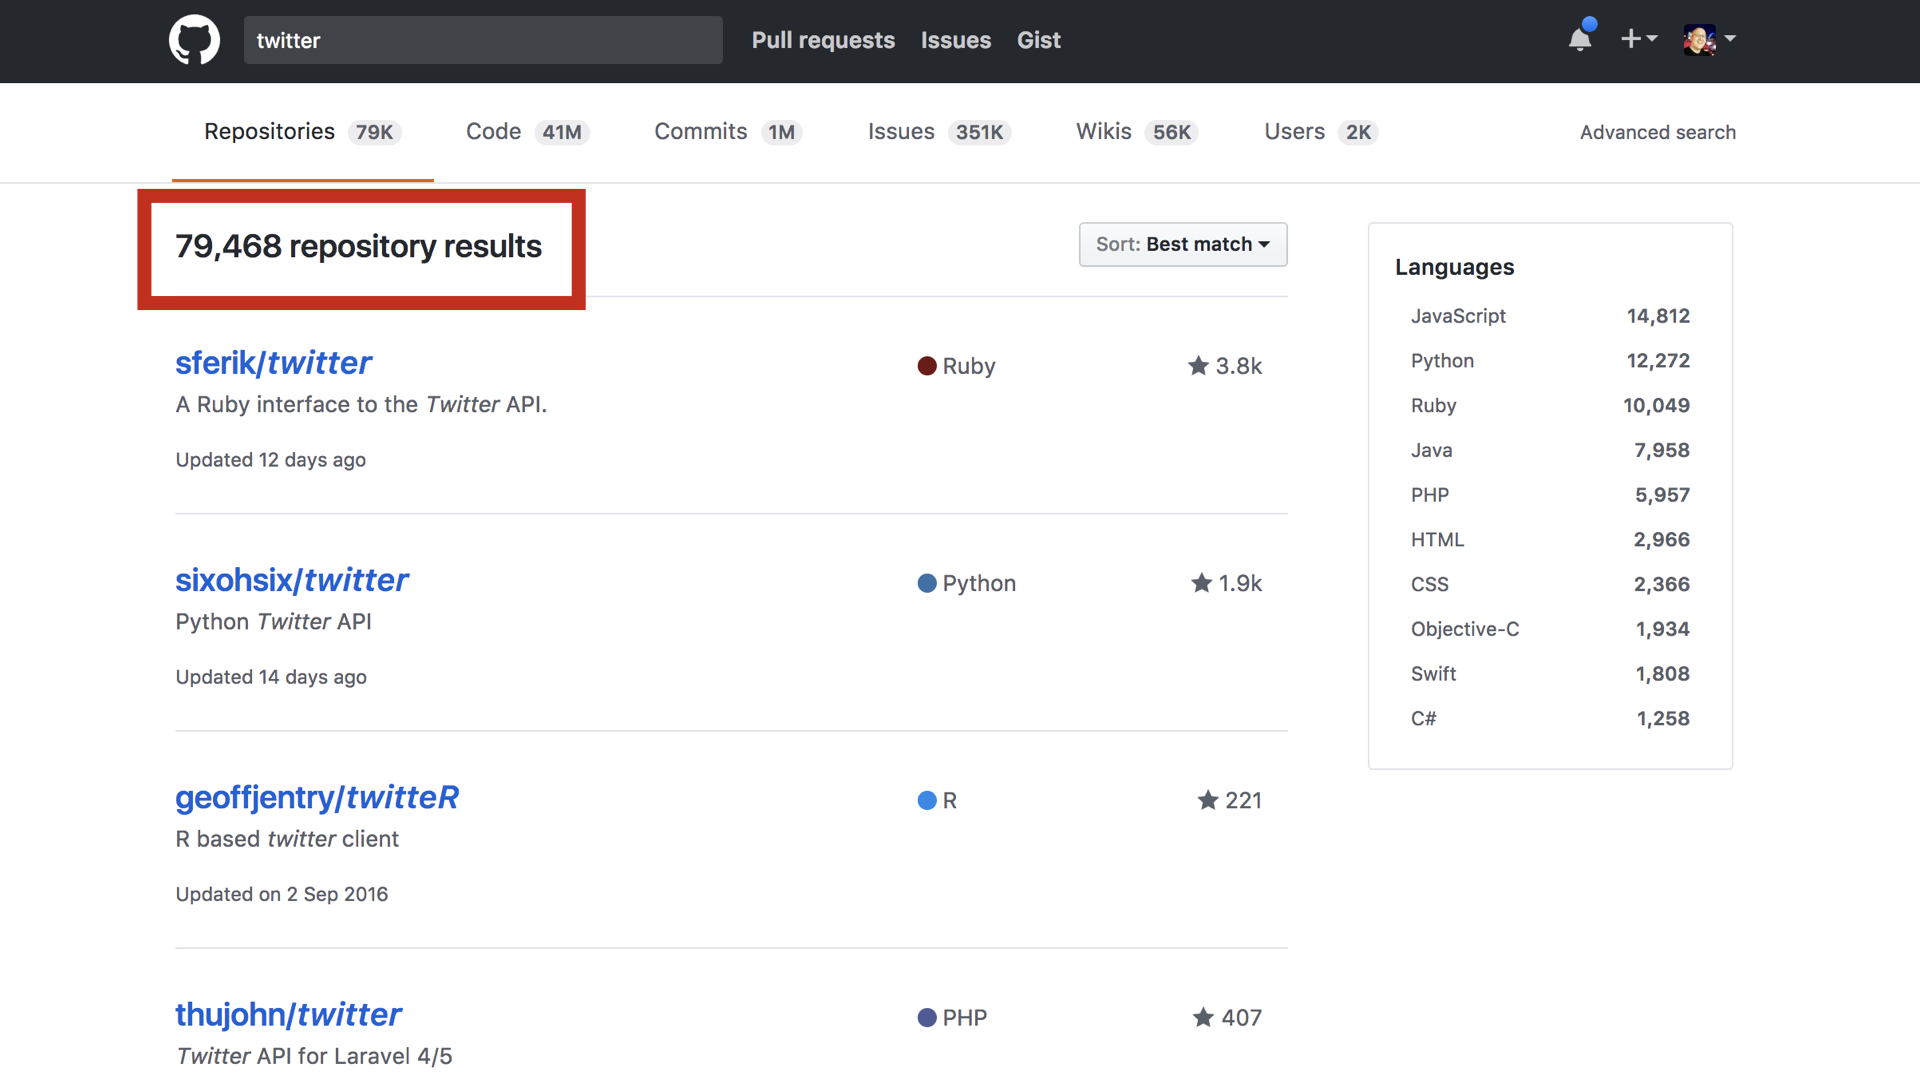 twitter Pull requests Issues Gist
Repositories 79K Code 41M Commits 1M Issues 351K Wikis 56K Users 2K Advanced search
79,468 repository results
Sort: Best match
sferik/twitter Ruby 3.8k
A Ruby interface to the Twitter API.
Updated 12 days ago
sixohsix/twitter Python 1.9k
Python Twitter API
Updated 14 days ago
geoffjentry/twitteR R 221
R based twitter client
Updated on 2 Sep 2016
thujohn/twitter PHP 407
Twitter API for Laravel 4/5
Languages
JavaScript 14,812
Python 12,272
Ruby 10,049
Java 7,958
PHP 5,957
HTML 2,966
CSS 2,366
Objective-C 1,934
Swift 1,808
C# 1,258